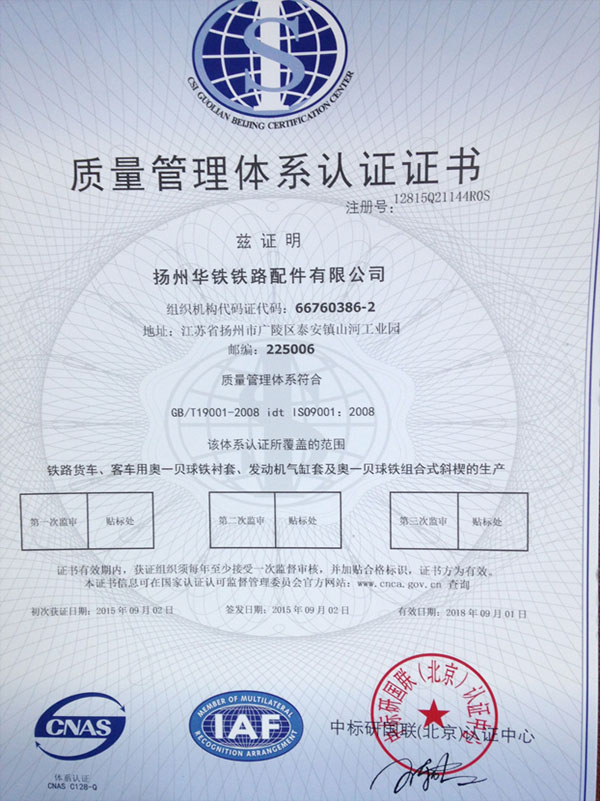 CSI GUOLIAN BEIJING CERTIFICATION CENTER
质量管理体系认证证书
注册号：12815Q21144R0S
兹证明
扬州华铁铁路配件有限公司
组织机构代码证代码：66760386-2
地址：江苏省扬州市广陵区泰安镇山河工业园
邮编：225006
质量管理体系符合
GB/T19001-2008 idt ISO9001：2008
该体系认证所覆盖的范围
铁路货车、客车用奥一贝球铁衬套、发动机气缸套及奥一贝球铁组合式斜楔的生产
第一次监审 贴标处 第二次监审 贴标处 第三次监审 贴标处
证书有效期内，获证组织须每年至少接受一次监督审核，并加贴合格标识，证书方为有效。
本证书信息可在国家认证认可监督管理委员会官方网站：www.cnca.gov.cn 查询
初次获证日期：2015年09月02日 签发日期：2015年09月02日 有效日期：2018年09月01日
CNAS
体系认证
CNAS C128-Q
MEMBER OF MULTILATERAL
IAF
RECOGNITION ARRANGEMENT
中标研国联(北京)认证中心
中标研国联（北京）认证中心